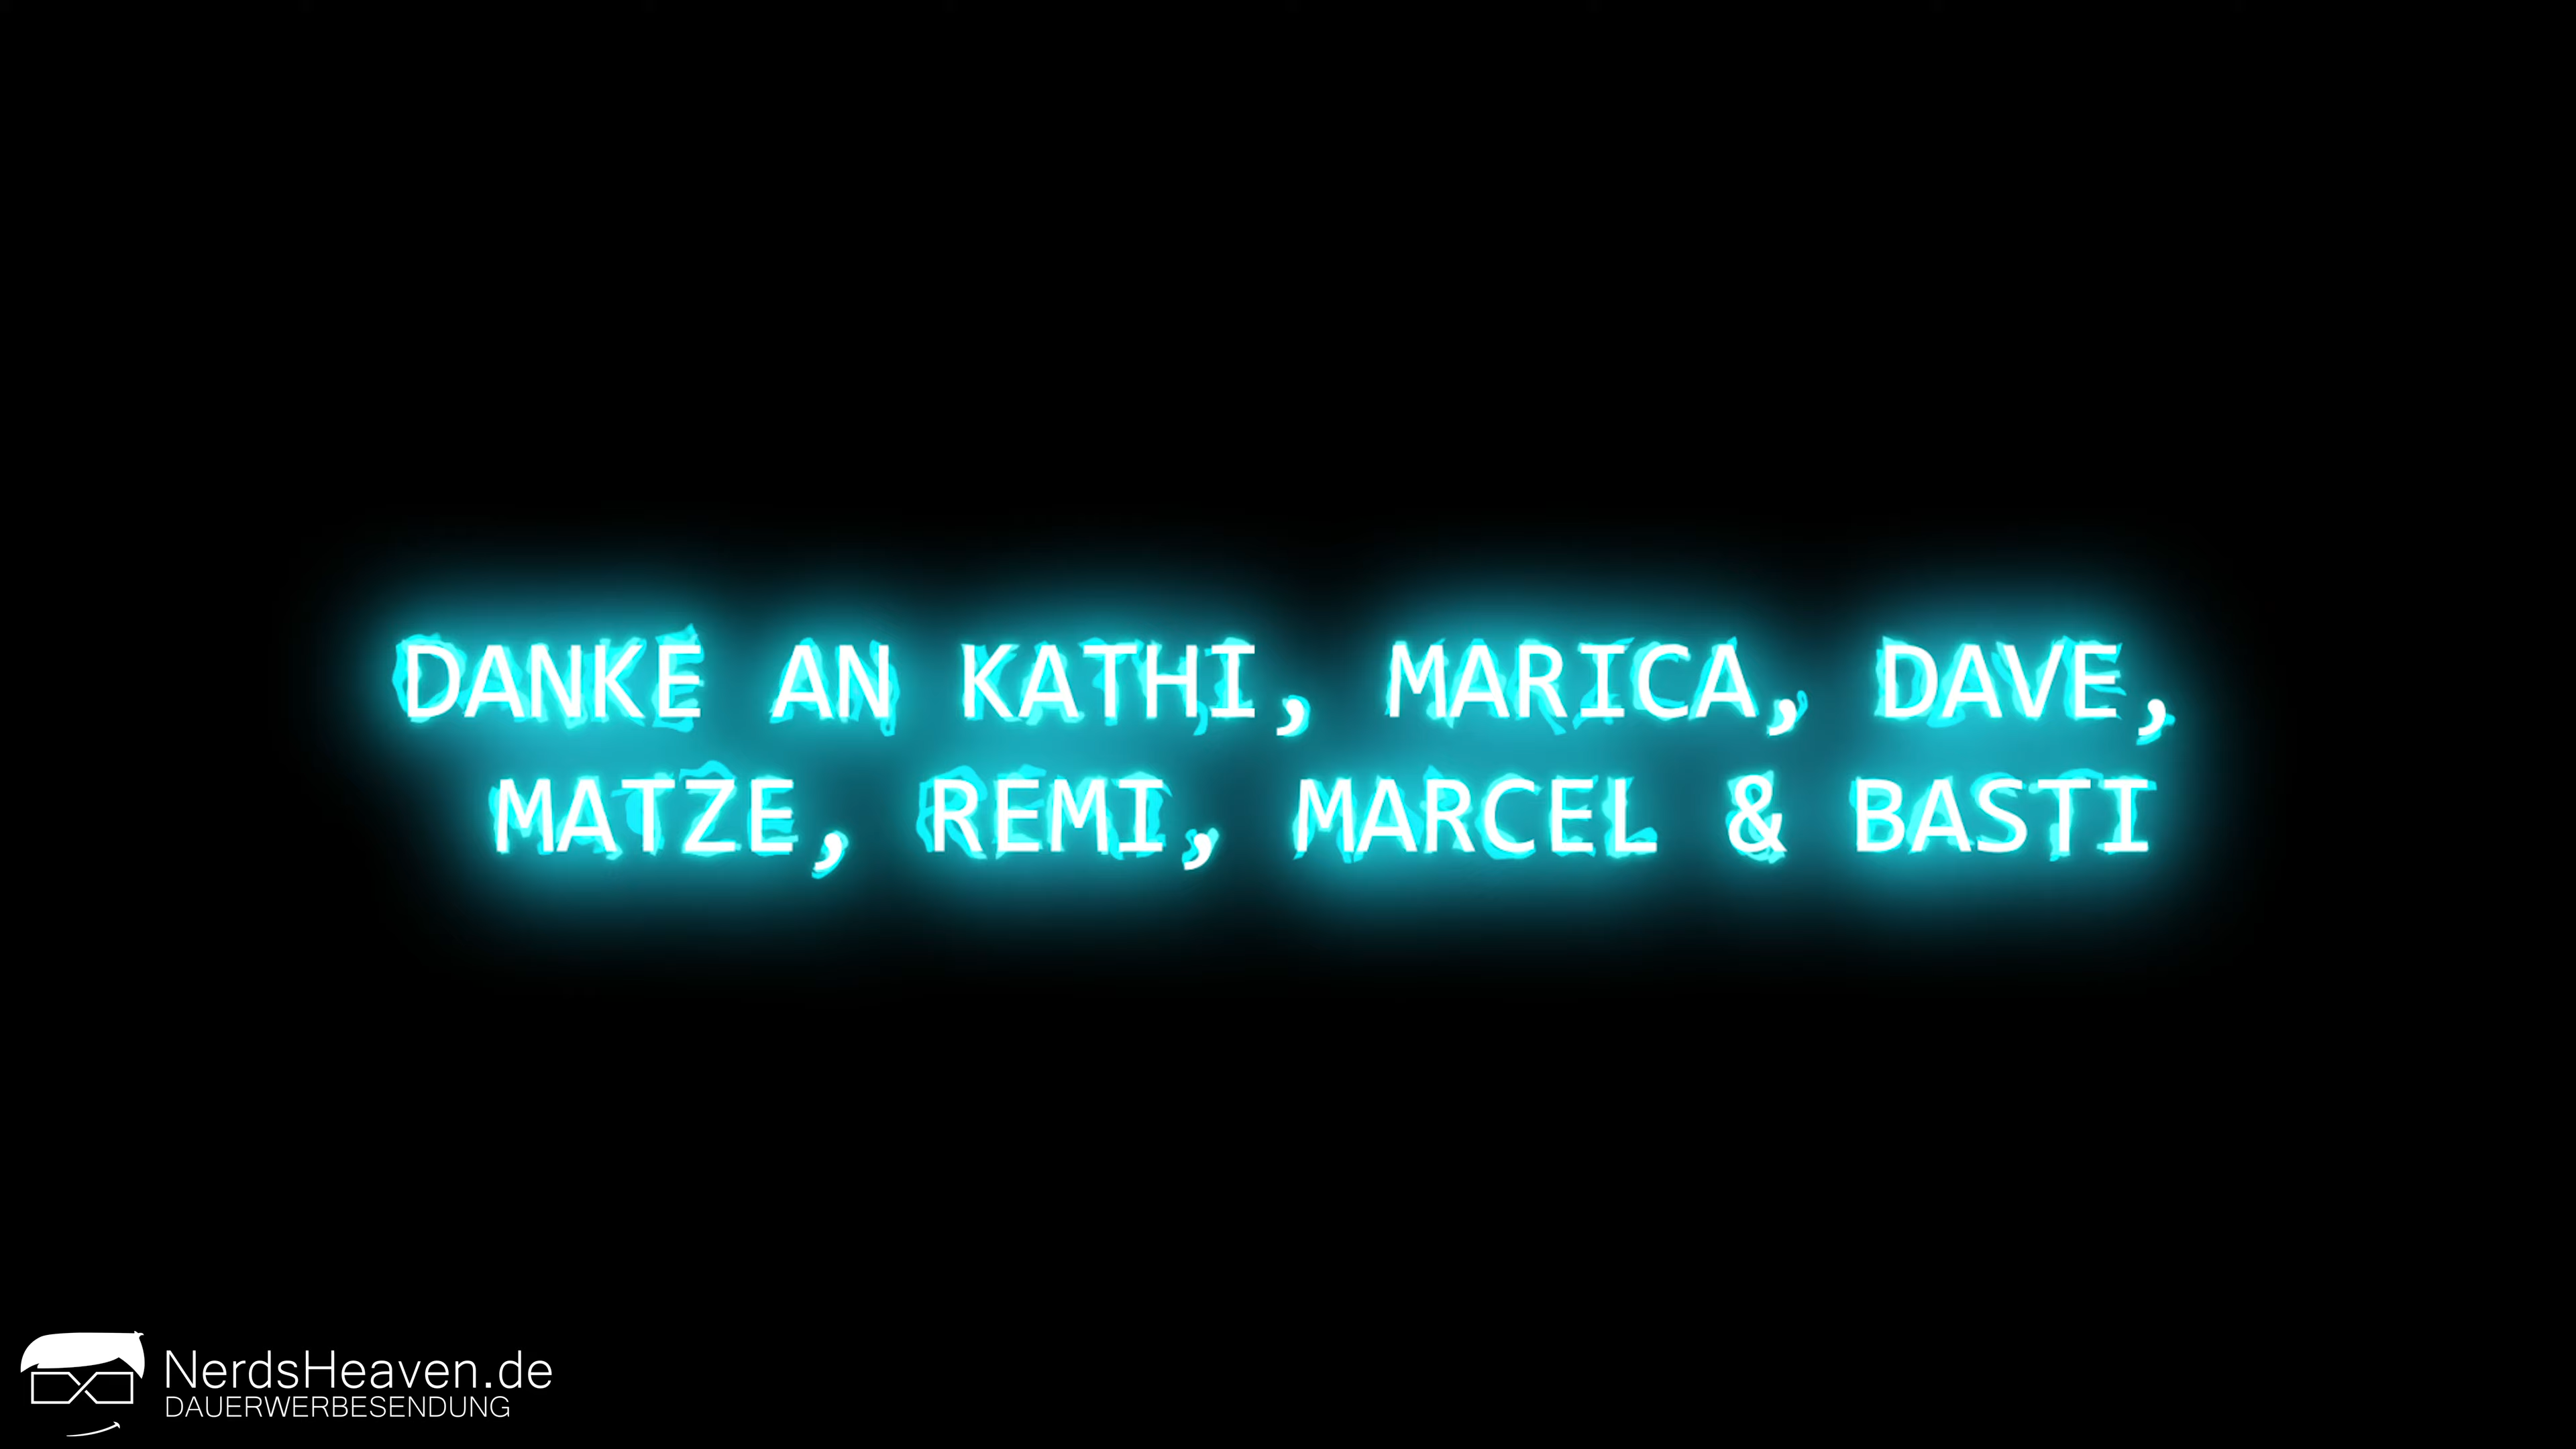 DANKE AN KATHI, MARICA, DAVE,
MATZE, REMI, MARCEL & BASTI
NerdsHeaven.de
DAUERWERBESENDUNG